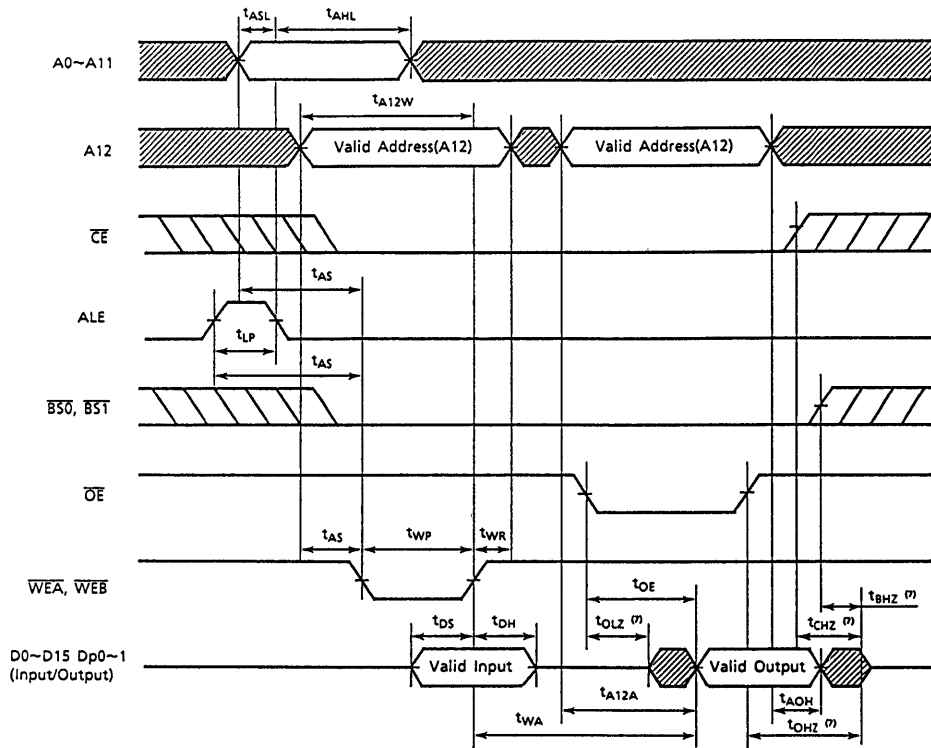 tASL tAHL
A0~A11
tA12W
A12 Valid Address(A12) Valid Address(A12)
CE
tAS
ALE
tLP
tAS
BS0, BS1
OE
tAS tWP tWR
WEA, WEB
tOE
tBHZ (7)
tDS tDH tOLZ (7) tCHZ (7)
D0~D15 Dp0~1
(Input/Output)
Valid Input Valid Output
tA12A tAOH
tWA tOHZ (7)